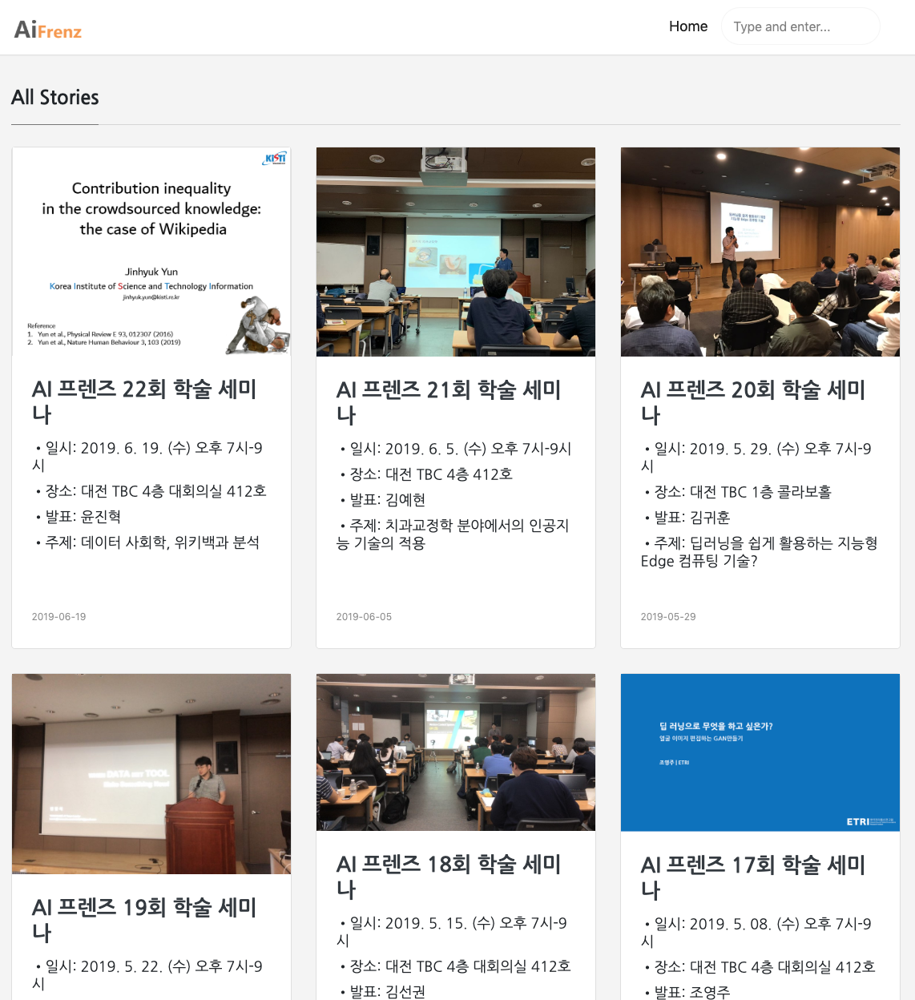 AiFrenz
Home
Type and enter...
All Stories
KiSTi
Contribution inequality
in the crowdsourced knowledge:
the case of Wikipedia
Jinhyuk Yun
Korea Institute of Science and Technology Information
jinhyuk.yun@kisti.re.kr
Reference
1. Yun et al., Physical Review E 93, 012307 (2016)
2. Yun et al., Nature Human Behaviour 3, 103 (2019)
AI 프렌즈 22회 학술 세미
나
• 일시: 2019. 6. 19. (수) 오후 7시-9
시
• 장소: 대전 TBC 4층 대회의실 412호
• 발표: 윤진혁
• 주제: 데이터 사회학, 위키백과 분석
2019-06-19
AI 프렌즈 21회 학술 세미
나
• 일시: 2019. 6. 5. (수) 오후 7시-9시
• 장소: 대전 TBC 4층 412호
• 발표: 김예현
• 주제: 치과교정학 분야에서의 인공지
능 기술의 적용
2019-06-05
AI 프렌즈 20회 학술 세미
나
• 일시: 2019. 5. 29. (수) 오후 7시-9
시
• 장소: 대전 TBC 1층 콜라보홀
• 발표: 김귀훈
• 주제: 딥러닝을 쉽게 활용하는 지능형
Edge 컴퓨팅 기술?
2019-05-29
DATA TOOL
AI 프렌즈 19회 학술 세미
나
• 일시: 2019. 5. 22. (수) 오후 7시-9
시
AI 프렌즈 18회 학술 세미
나
• 일시: 2019. 5. 15. (수) 오후 7시-9
시
• 장소: 대전 TBC 4층 대회의실 412호
• 발표: 김선권
딥 러닝으로 무엇을 하고 싶은가?
얼굴 이미지 편집하는 GAN만들기
조영주 | ETRI
ETRI
AI 프렌즈 17회 학술 세미
나
• 일시: 2019. 5. 08. (수) 오후 7시-9
시
• 장소: 대전 TBC 4층 대회의실 412호
• 발표: 조영주